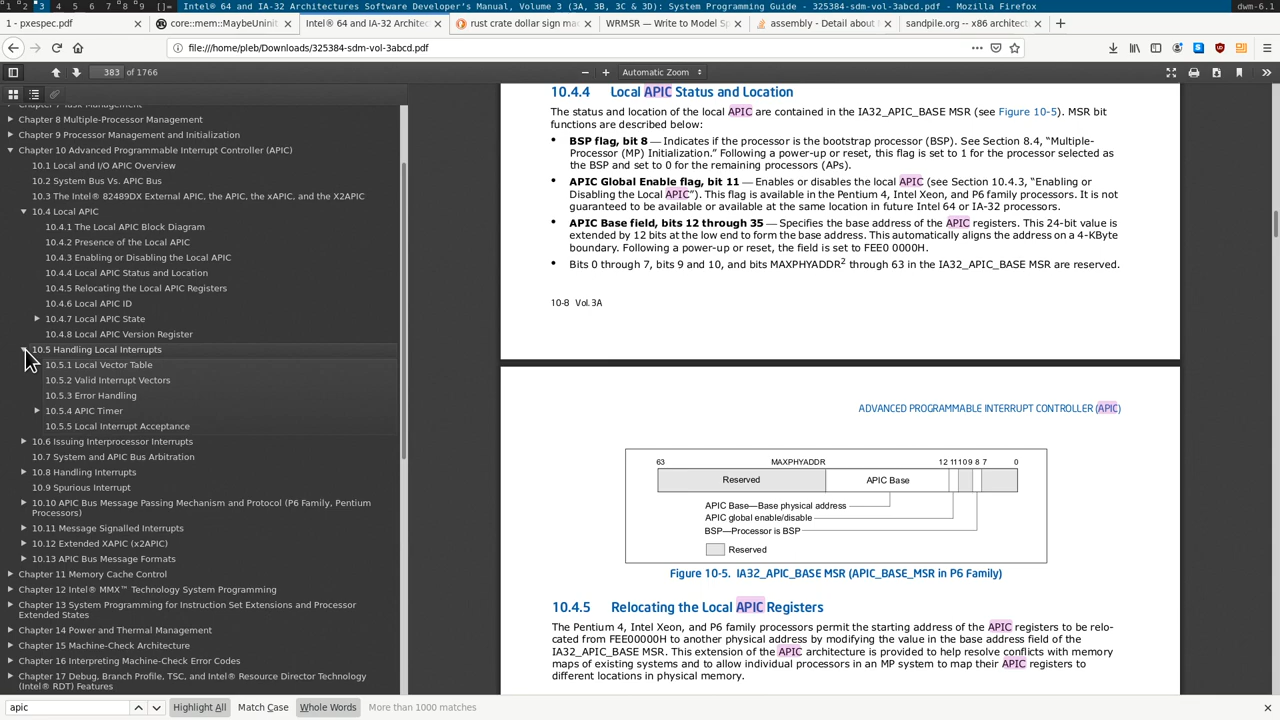 1 2 3 4 5 6 7 8 9 []= Intel® 64 and IA-32 Architectures Software Developer's Manual, Volume 3 (3A, 3B, 3C & 3D): System Programming Guide - 325384-sdm-vol-3abcd.pdf - Mozilla Firefox dwm-6.1
1 - pxespec.pdf
core::mem::MaybeUninit
Intel® 64 and IA-32 Architec
rust crate dollar sign ma
WRMSR — Write to Model Sp
assembly - Detail about M
sandpile.org -- x86 architect
file:///home/pleb/Downloads/325384-sdm-vol-3abcd.pdf
383 of 1766
Automatic Zoom
Chapter 7 Task Management
Chapter 8 Multiple-Processor Management
Chapter 9 Processor Management and Initialization
Chapter 10 Advanced Programmable Interrupt Controller (APIC)
10.1 Local and I/O APIC Overview
10.2 System Bus Vs. APIC Bus
10.3 The Intel® 82489DX External APIC, the APIC, the xAPIC, and the X2APIC
10.4 Local APIC
10.4.1 The Local APIC Block Diagram
10.4.2 Presence of the Local APIC
10.4.3 Enabling or Disabling the Local APIC
10.4.4 Local APIC Status and Location
10.4.5 Relocating the Local APIC Registers
10.4.6 Local APIC ID
10.4.7 Local APIC State
10.4.8 Local APIC Version Register
10.5 Handling Local Interrupts
10.5.1 Local Vector Table
10.5.2 Valid Interrupt Vectors
10.5.3 Error Handling
10.5.4 APIC Timer
10.5.5 Local Interrupt Acceptance
10.6 Issuing Interprocessor Interrupts
10.7 System and APIC Bus Arbitration
10.8 Handling Interrupts
10.9 Spurious Interrupt
10.10 APIC Bus Message Passing Mechanism and Protocol (P6 Family, Pentium
Processors)
10.11 Message Signalled Interrupts
10.12 Extended XAPIC (x2APIC)
10.13 APIC Bus Message Formats
Chapter 11 Memory Cache Control
Chapter 12 Intel® MMX™ Technology System Programming
Chapter 13 System Programming for Instruction Set Extensions and Processor
Extended States
Chapter 14 Power and Thermal Management
Chapter 15 Machine-Check Architecture
Chapter 16 Interpreting Machine-Check Error Codes
Chapter 17 Debug, Branch Profile, TSC, and Intel® Resource Director Technology
(Intel® RDT) Features
10.4.4 Local APIC Status and Location
The status and location of the local APIC are contained in the IA32_APIC_BASE MSR (see Figure 10-5). MSR bit
functions are described below:
• BSP flag, bit 8 — Indicates if the processor is the bootstrap processor (BSP). See Section 8.4, “Multiple-
Processor (MP) Initialization.” Following a power-up or reset, this flag is set to 1 for the processor selected as
the BSP and set to 0 for the remaining processors (APs).
• APIC Global Enable flag, bit 11 — Enables or disables the local APIC (see Section 10.4.3, “Enabling or
Disabling the Local APIC”). This flag is available in the Pentium 4, Intel Xeon, and P6 family processors. It is not
guaranteed to be available or available at the same location in future Intel 64 or IA-32 processors.
• APIC Base field, bits 12 through 35 — Specifies the base address of the APIC registers. This 24-bit value is
extended by 12 bits at the low end to form the base address. This automatically aligns the address on a 4-KByte
boundary. Following a power-up or reset, the field is set to FEE0 0000H.
• Bits 0 through 7, bits 9 and 10, and bits MAXPHYADDR2 through 63 in the IA32_APIC_BASE MSR are reserved.
10-8 Vol. 3A
ADVANCED PROGRAMMABLE INTERRUPT CONTROLLER (APIC)
63 MAXPHYADDR 12 11 10 9 8 7 0
Reserved APIC Base
APIC Base—Base physical address
APIC global enable/disable
BSP—Processor is BSP
Reserved
Figure 10-5. IA32_APIC_BASE MSR (APIC_BASE_MSR in P6 Family)
10.4.5 Relocating the Local APIC Registers
The Pentium 4, Intel Xeon, and P6 family processors permit the starting address of the APIC registers to be relo-
cated from FEE00000H to another physical address by modifying the value in the base address field of the
IA32_APIC_BASE MSR. This extension of the APIC architecture is provided to help resolve conflicts with memory
maps of existing systems and to allow individual processors in an MP system to map their APIC registers to
different locations in physical memory.
apic
Highlight All Match Case Whole Words More than 1000 matches